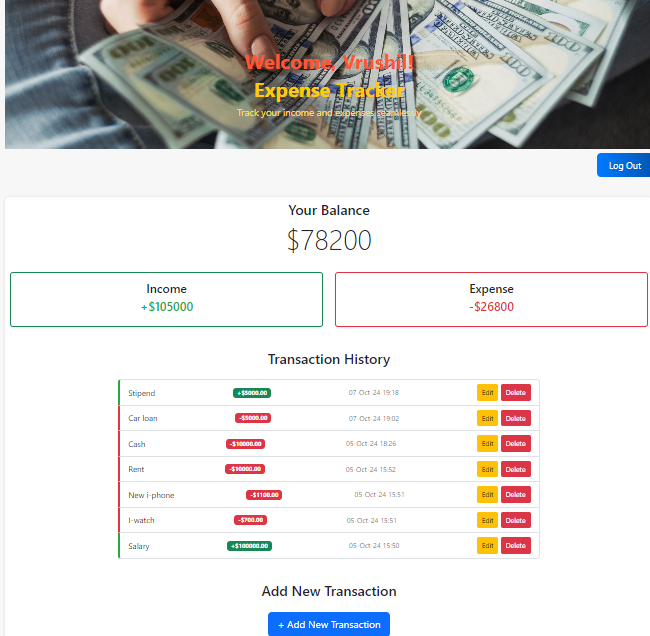 Welcome, Vrushil!
Expense Tracker
Track your income and expenses seamlessly
Log Out
Your Balance
$78200
Income
+$105000
Expense
-$26800
Transaction History
Stipend +$5000.00 07-Oct-24 19:18 Edit Delete
Car loan -$5000.00 07-Oct-24 19:02 Edit Delete
Cash -$10000.00 05-Oct-24 18:26 Edit Delete
Rent -$10000.00 05-Oct-24 15:52 Edit Delete
New i-phone -$1100.00 05-Oct-24 15:51 Edit Delete
I-watch -$700.00 05-Oct-24 15:51 Edit Delete
Salary +$100000.00 05-Oct-24 15:50 Edit Delete
Add New Transaction
+ Add New Transaction